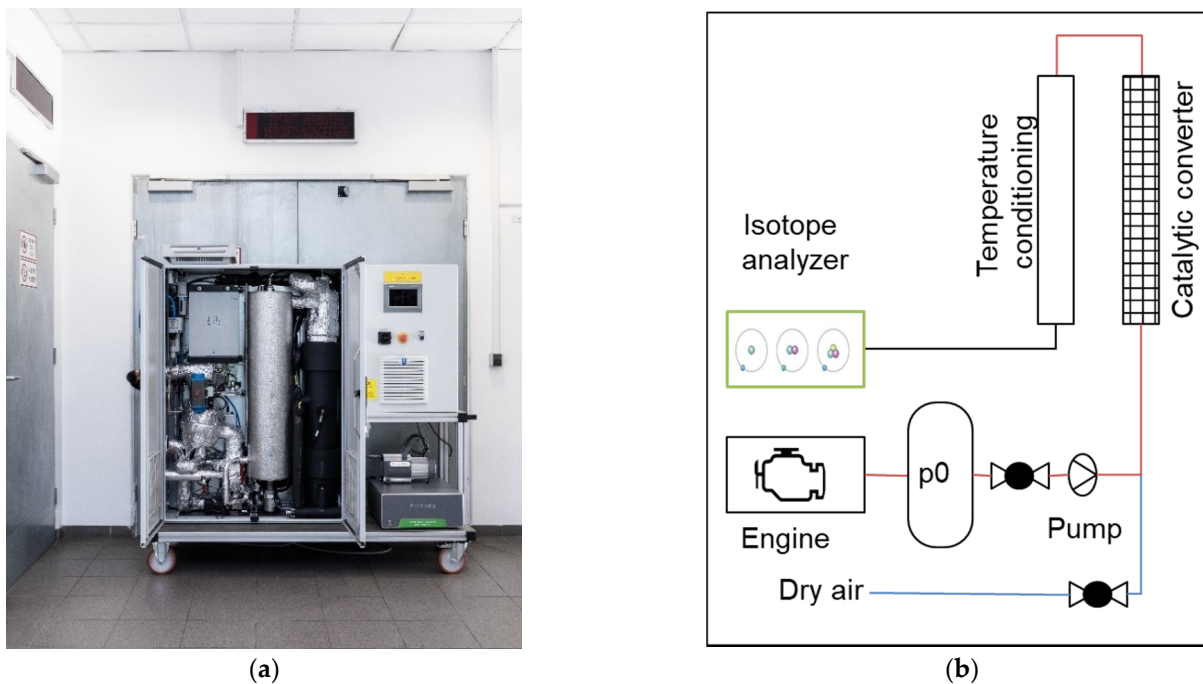 Temperature
conditioning
Catalytic converter
Isotope
analyzer
p0
Engine
Pump
Dry air
(a)
(b)